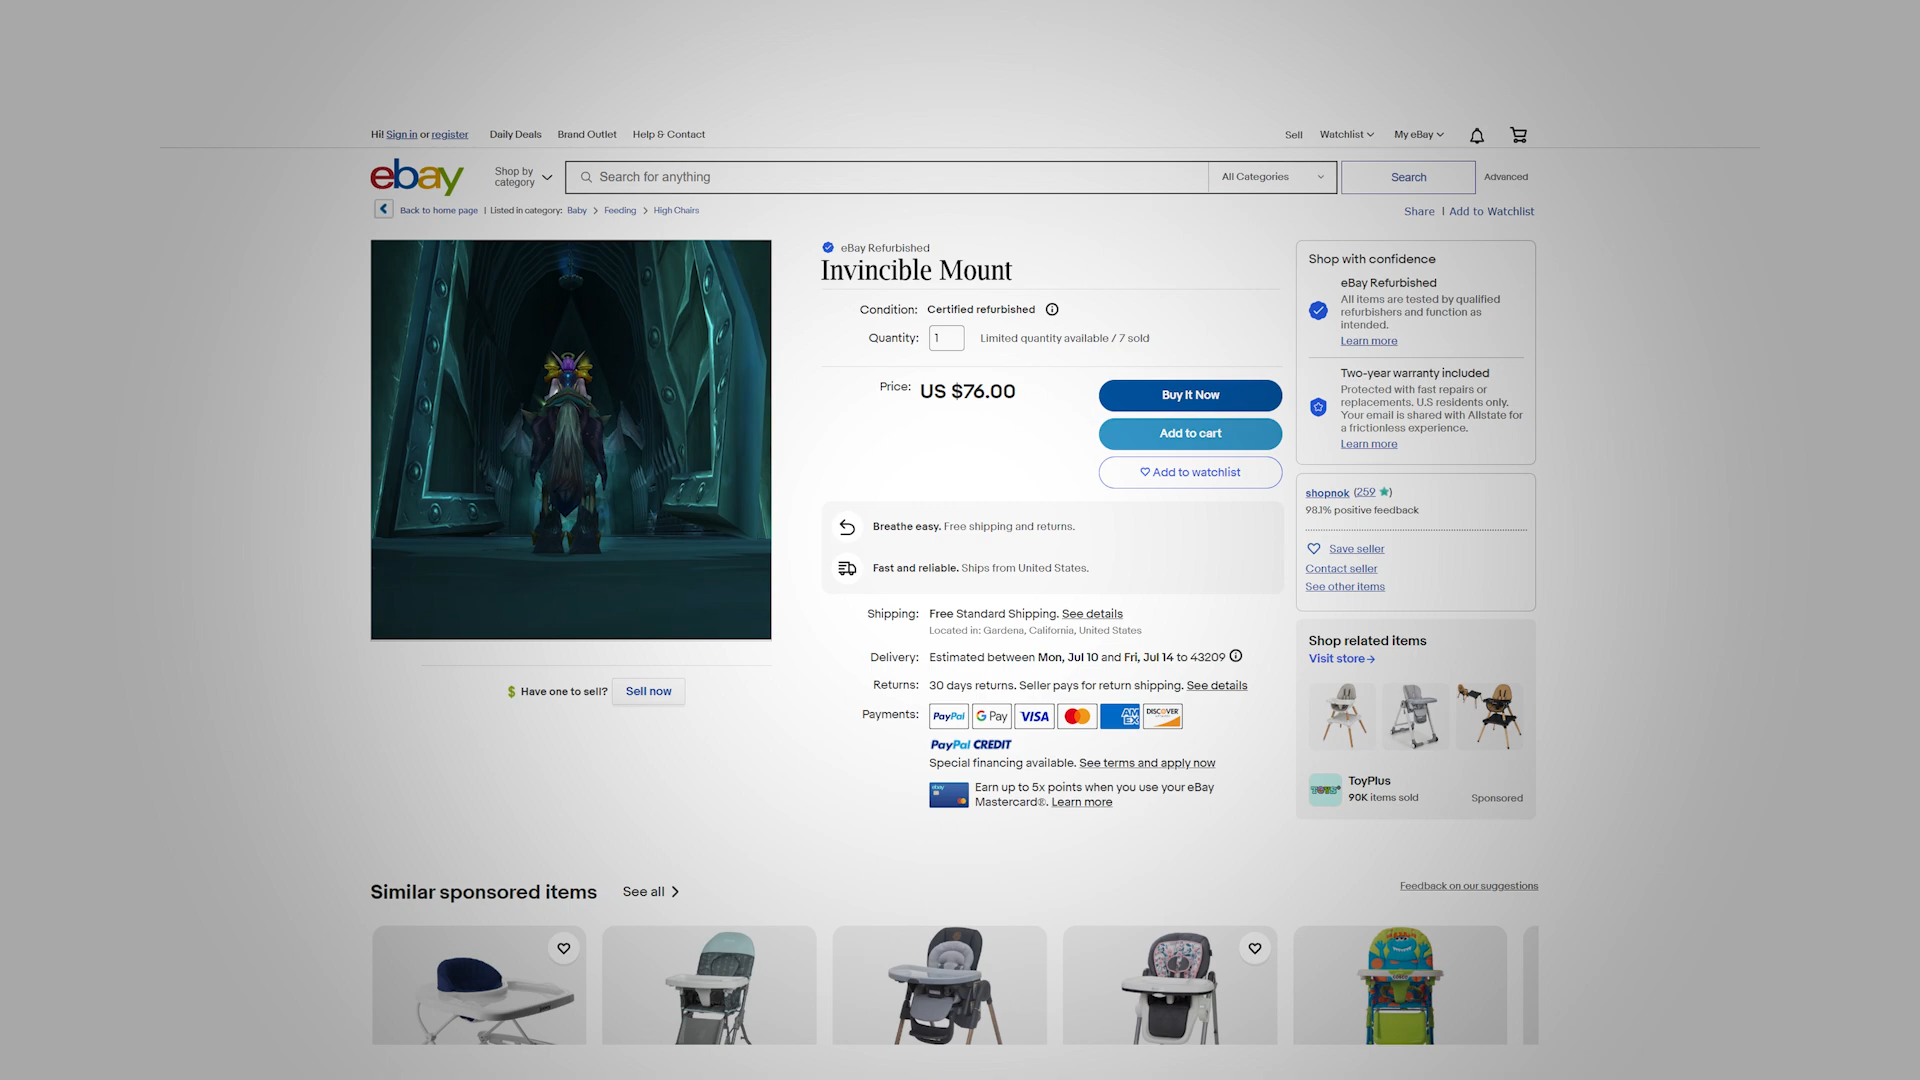 Hi! Sign in or register Daily Deals Brand Outlet Help & Contact
Sell Watchlist My eBay
ebay
Shop by
category
Search for anything
All Categories
Search
Advanced
Back to home page | Listed in category: Baby > Feeding > High Chairs
Share | Add to Watchlist
eBay Refurbished
Invincible Mount
Condition: Certified refurbished
Quantity: 1 Limited quantity available / 7 sold
Price: US $76.00
Buy It Now
Add to cart
Add to watchlist
Breathe easy. Free shipping and returns.
Fast and reliable. Ships from United States.
Shipping: Free Standard Shipping. See details
Located in: Gardena, California, United States
Delivery: Estimated between Mon, Jul 10 and Fri, Jul 14 to 43209
Returns: 30 days returns. Seller pays for return shipping. See details
Payments: PayPal G Pay VISA AM EX DISCOVER
PayPal CREDIT
Special financing available. See terms and apply now
ebay
Earn up to 5x points when you use your eBay
Mastercard®. Learn more
$ Have one to sell? Sell now
Shop with confidence
eBay Refurbished
All items are tested by qualified
refurbishers and function as
intended.
Learn more
Two-year warranty included
Protected with fast repairs or
replacements. U.S residents only.
Your email is shared with Allstate for
a frictionless experience.
Learn more
shopnok (259 ★)
98.1% positive feedback
Save seller
Contact seller
See other items
Shop related items
Visit store→
TOYS+
ToyPlus
90K items sold
Sponsored
Similar sponsored items See all >
Feedback on our suggestions